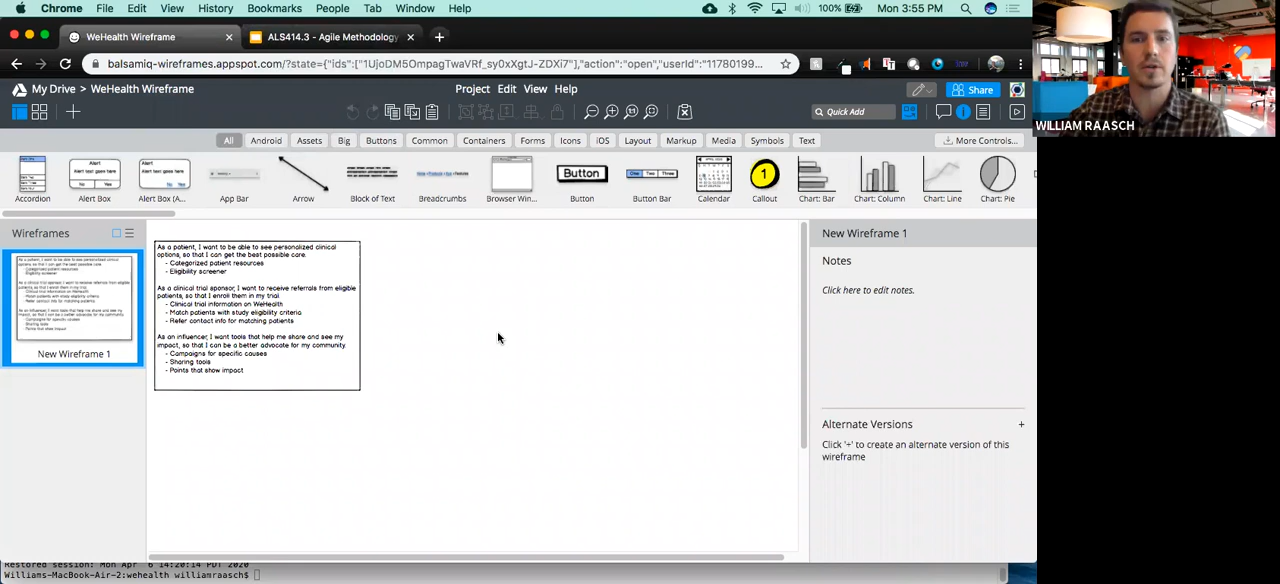 Chrome File Edit View History Bookmarks People Tab Window Help 100% Mon 3:55 PM
WeHealth Wireframe ALS414.3 - Agile Methodology
balsamiq-wireframes.appspot.com/?state={"ids":["1UjoDM5OmpagTwaVRf_sy0xXgtJ-ZDXi7"],"action":"open","userId":"11780199...
My Drive > WeHealth Wireframe Project Edit View Help Share
Quick Add
All Android Assets Big Buttons Common Containers Forms Icons iOS Layout Markup Media Symbols Text More Controls...
Accordion Alert Box Alert Box (A... App Bar Arrow Block of Text Breadcrumbs Browser Win... Button Button Bar Calendar Callout Chart: Bar Chart: Column Chart: Line Chart: Pie
WILLIAM RAASCH
Wireframes
New Wireframe 1
As a patient, I want to be able to see personalized clinical
options, so that I can get the best possible care.
- Categorized patient resources
- Eligibility screener
As a clinical trial sponsor, I want to receive referrals from eligible
patients, so that I enroll them in my trial.
- Clinical trial information on WeHealth
- Match patients with study eligibility criteria
- Refer contact info for matching patients
As an influencer, I want tools that help me share and see my
impact, so that I can be a better advocate for my community.
- Campaigns for specific causes
- Sharing tools
- Points that show impact
New Wireframe 1
Notes
Click here to edit notes.
Alternate Versions +
Click '+' to create an alternate version of this
wireframe
Restored session: Mon Apr 6 14:20:14 PDT 2020
Williams-MacBook-Air-2:wehealth williamraasch$